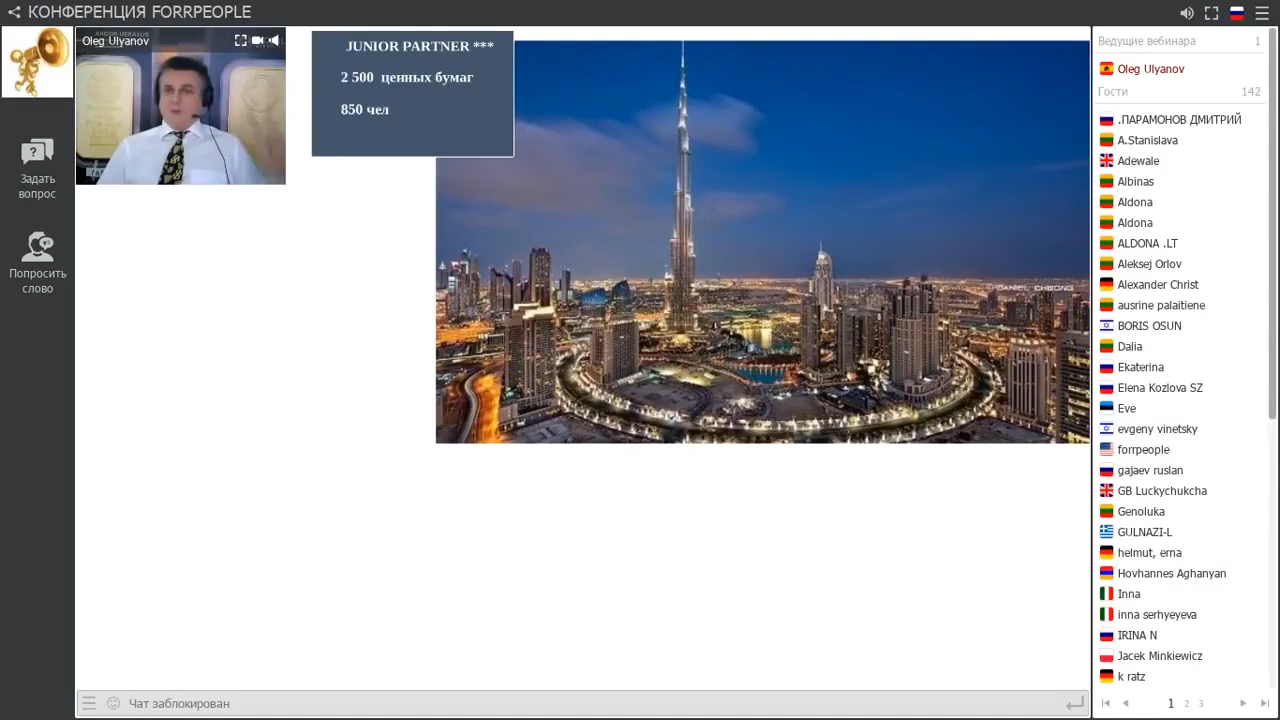 КОНФЕРЕНЦИЯ FORRPEOPLE
Oleg Ulyanov
Задать
вопрос
Попросить
слово
JUNIOR PARTNER ***
2 500 ценных бумаг
850 чел
DANIEL CHEONG
Чат заблокирован
Ведущие вебинара 1
Oleg Ulyanov
Гости 142
.ПАРАМОНОВ ДМИТРИЙ
A.Stanislava
Adewale
Albinas
Aldona
Aldona
ALDONA .LT
Aleksej Orlov
Alexander Christ
ausrine palaitiene
BORIS OSUN
Dalia
Ekaterina
Elena Kozlova SZ
Eve
evgeny vinetsky
forrpeople
gajaev ruslan
GB Luckychukcha
Genoluka
GULNAZI-L
helmut, erna
Hovhannes Aghanyan
Inna
inna serhyeyeva
IRINA N
Jacek Minkiewicz
k ratz
1 2 3